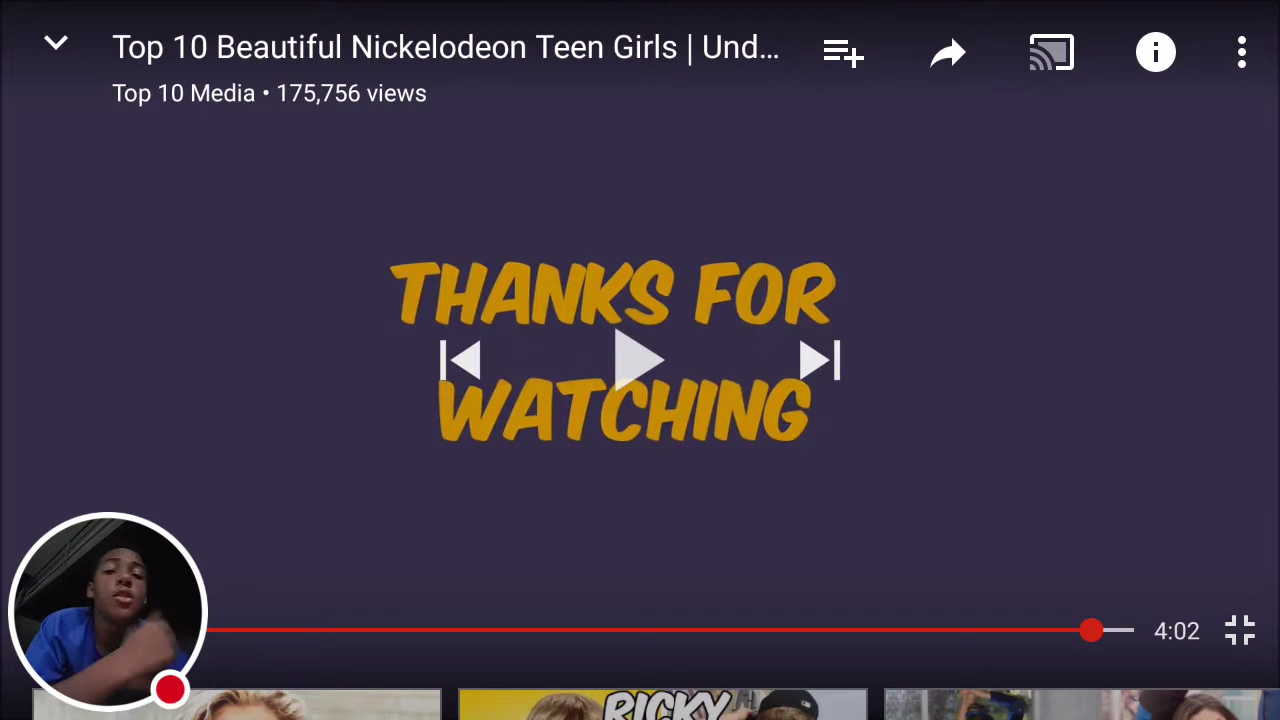 Top 10 Beautiful Nickelodeon Teen Girls | Und...
Top 10 Media • 175,756 views
THANKS FOR
WATCHING
4:02
RICKY